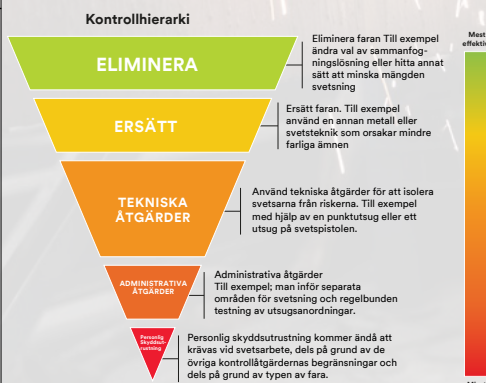 Kontrollhierarki
Mest
effektiv
ELIMINERA
Eliminera faran Till exempel
ändra val av sammanfog-
ningslösning eller hitta annat
sätt att minska mängden
svetsning
ERSÄTT
Ersätt faran. Till exempel
använd en annan metall eller
svetsteknik som orsakar mindre
farliga ämnen
TEKNISKA
ÅTGÄRDER
Använd tekniska åtgärder för att isolera
svetsarna från riskerna. Till exempel
med hjälp av en punktutsug eller ett
utsug på svetspistolen.
ADMINISTRATIVA
ÅTGÄRDER
Administrativa åtgärder
Till exempel; man inför separata
områden för svetsning och regelbunden
testning av utsugsanordningar.
Personlig
Skyddsut-
rustning
Personlig skyddsutrustning kommer ändå att
krävas vid svetsarbete, dels på grund av de
övriga kontrollåtgärdernas begränsningar och
dels på grund av typen av fara.